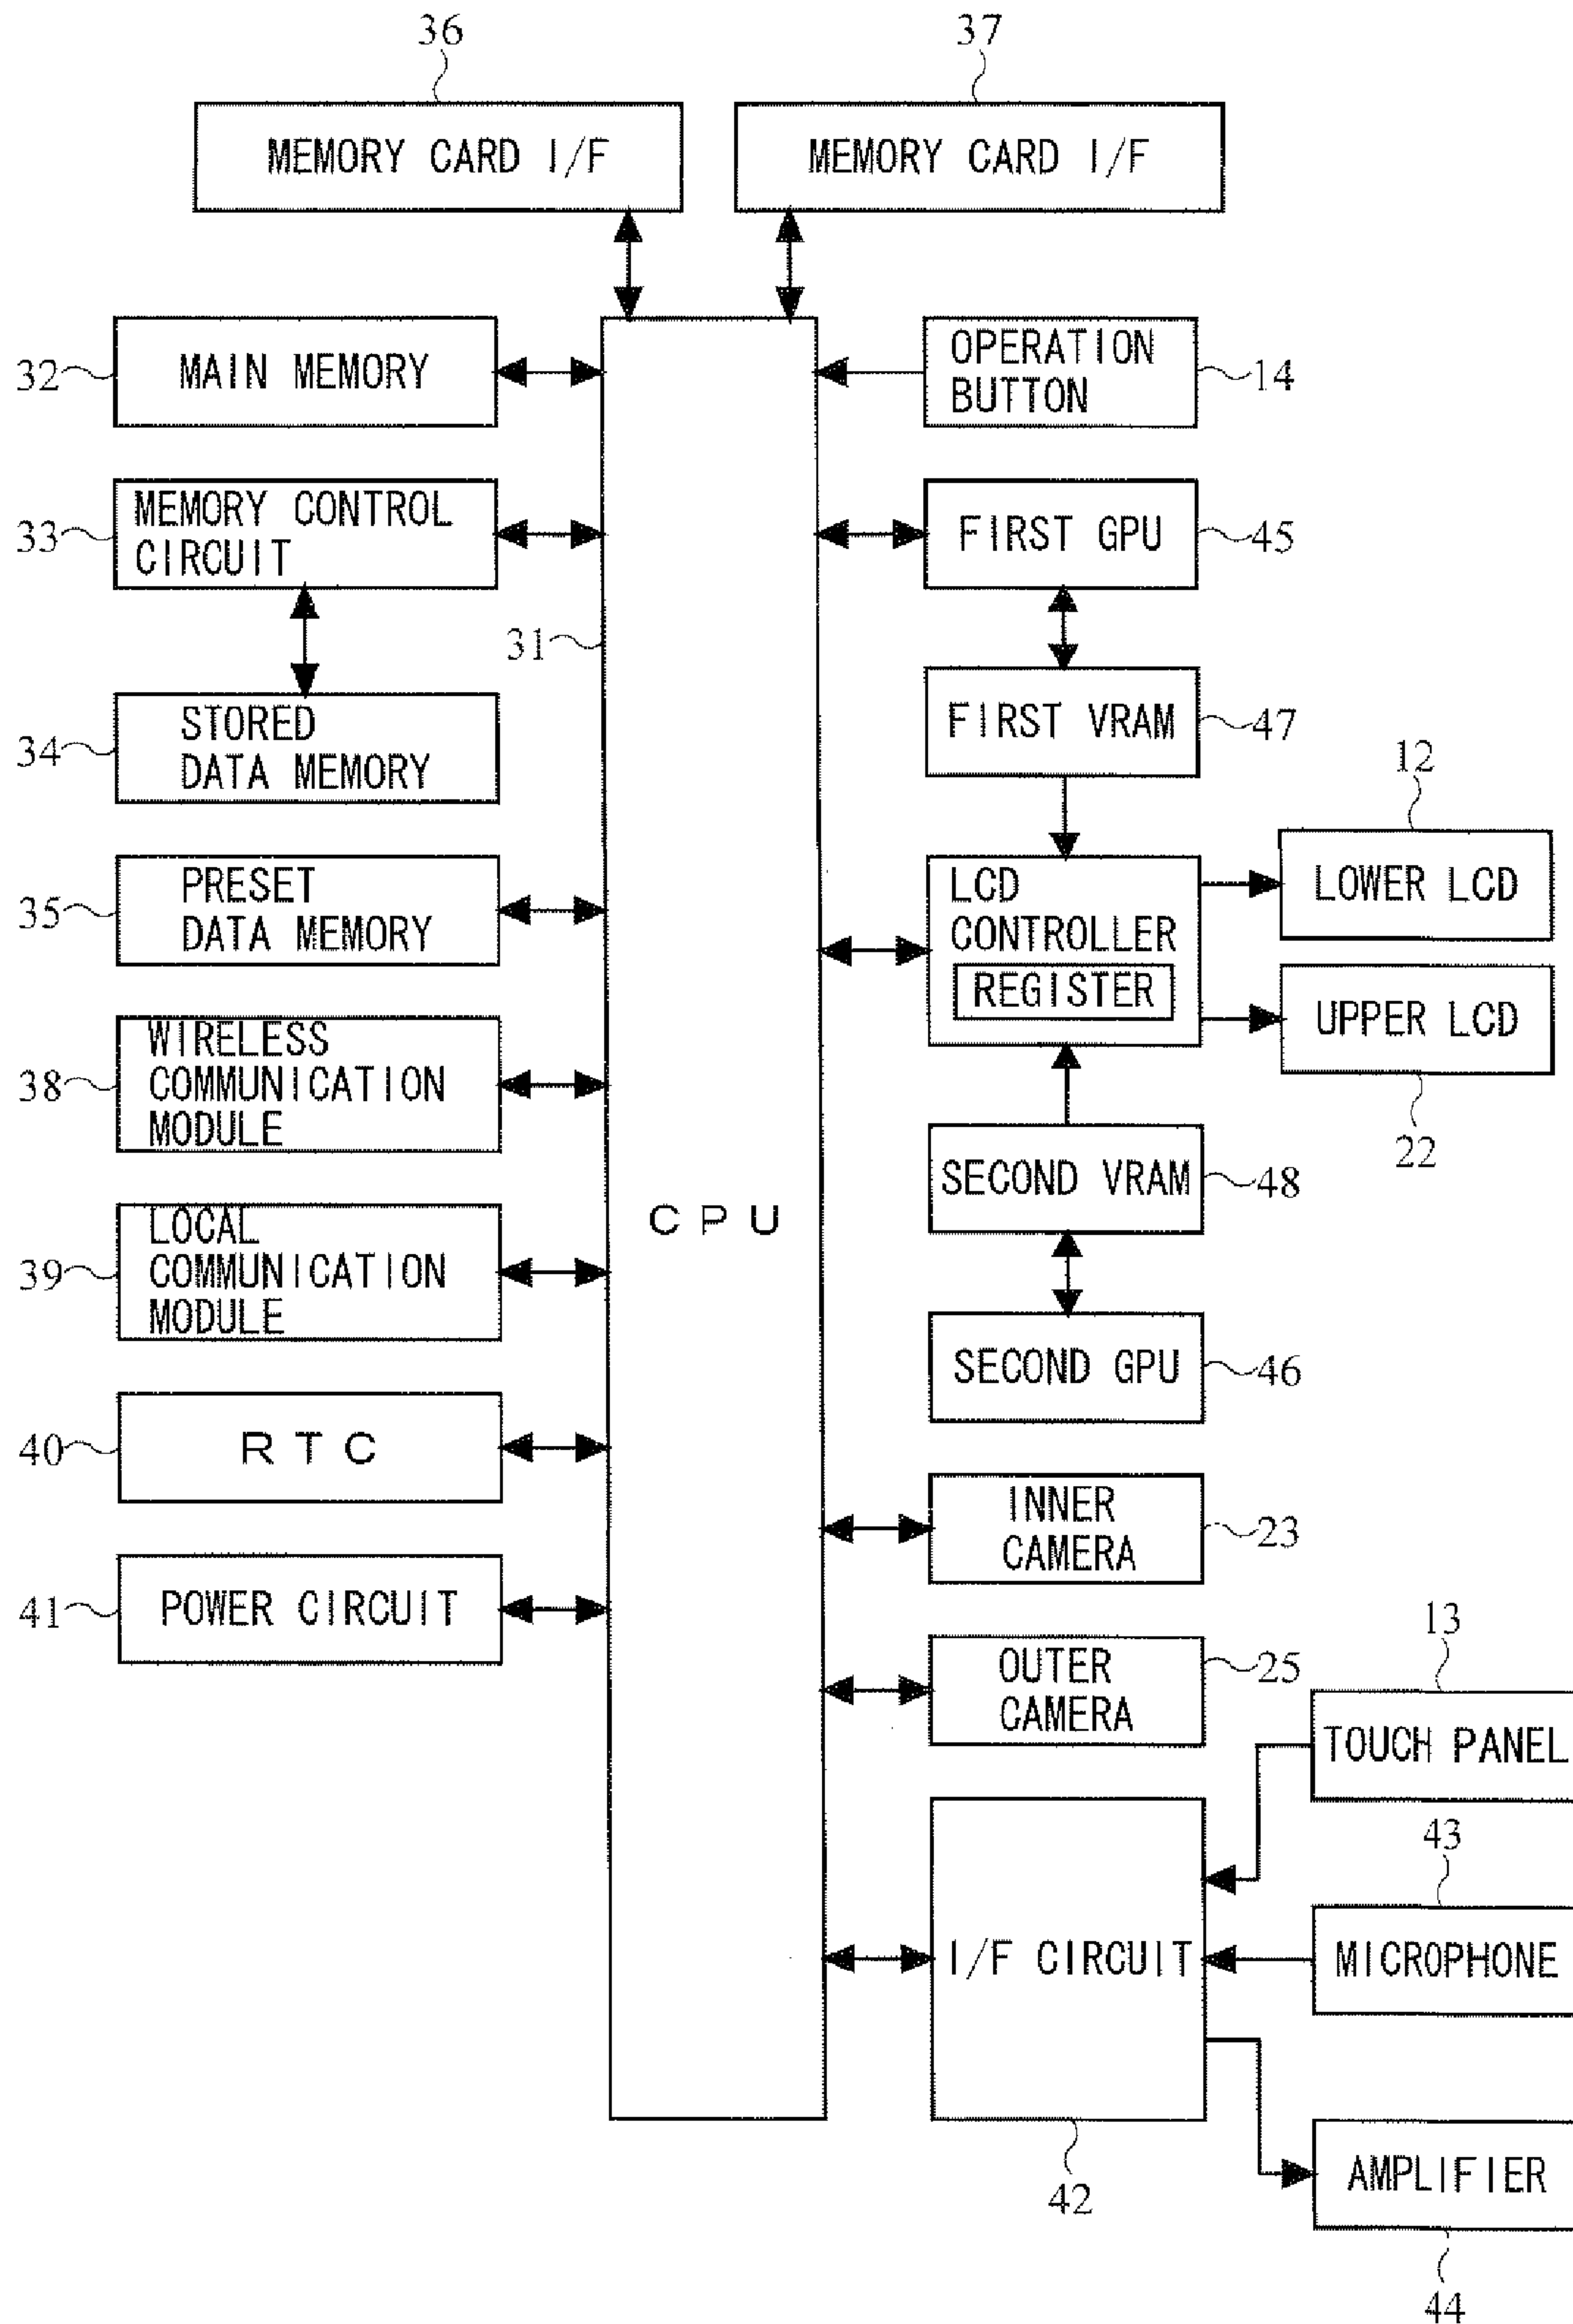 36
37
MEMORY CARD I/F
MEMORY CARD I/F
32
MAIN MEMORY
OPERATION
BUTTON
14
33
MEMORY CONTROL
CIRCUIT
FIRST GPU
45
31
34
STORED
DATA MEMORY
FIRST VRAM
47
12
35
PRESET
DATA MEMORY
LCD
CONTROLLER
REGISTER
LOWER LCD
UPPER LCD
22
38
WIRELESS
COMMUNICATION
MODULE
SECOND VRAM
48
CPU
39
LOCAL
COMMUNICATION
MODULE
SECOND GPU
46
40
RTC
INNER
CAMERA
23
41
POWER CIRCUIT
OUTER
CAMERA
25
13
TOUCH PANEL
43
I/F CIRCUIT
MICROPHONE
42
AMPLIFIER
44